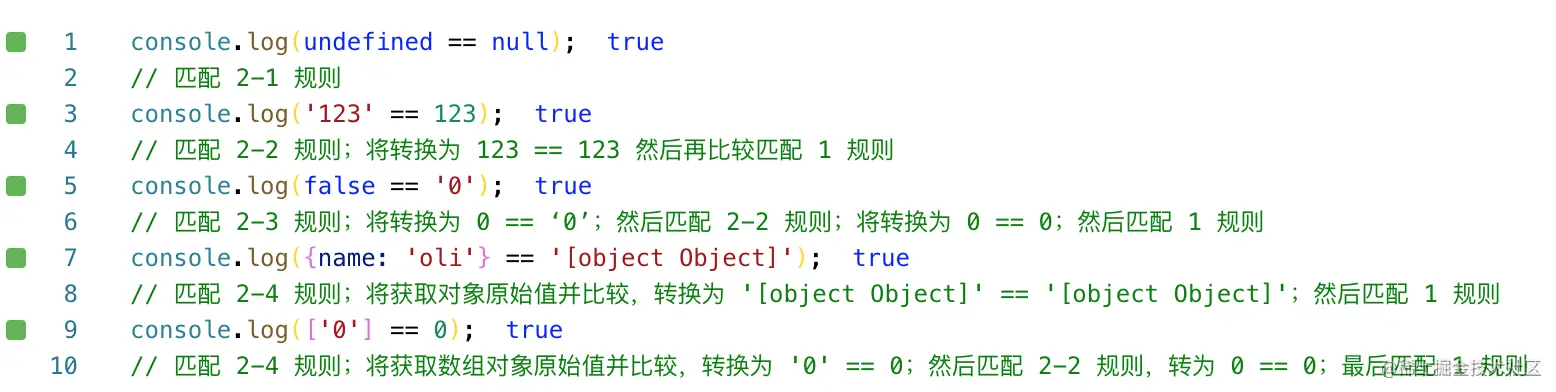 1 console.log(undefined == null); true
2 // 匹配 2-1 规则
3 console.log('123' == 123); true
4 // 匹配 2-2 规则；将转换为 123 == 123 然后再比较匹配 1 规则
5 console.log(false == '0'); true
6 // 匹配 2-3 规则；将转换为 0 == ‘0’；然后匹配 2-2 规则；将转换为 0 == 0；然后匹配 1 规则
7 console.log({name: 'oli'} == '[object Object]'); true
8 // 匹配 2-4 规则；将获取对象原始值并比较，转换为 '[object Object]' == '[object Object]'；然后匹配 1 规则
9 console.log(['0'] == 0); true
10 // 匹配 2-4 规则；将获取数组对象原始值并比较，转换为 '0' == 0；然后匹配 2-2 规则，转为 0 == 0；最后匹配 1 规则
@稀土掘金技术社区